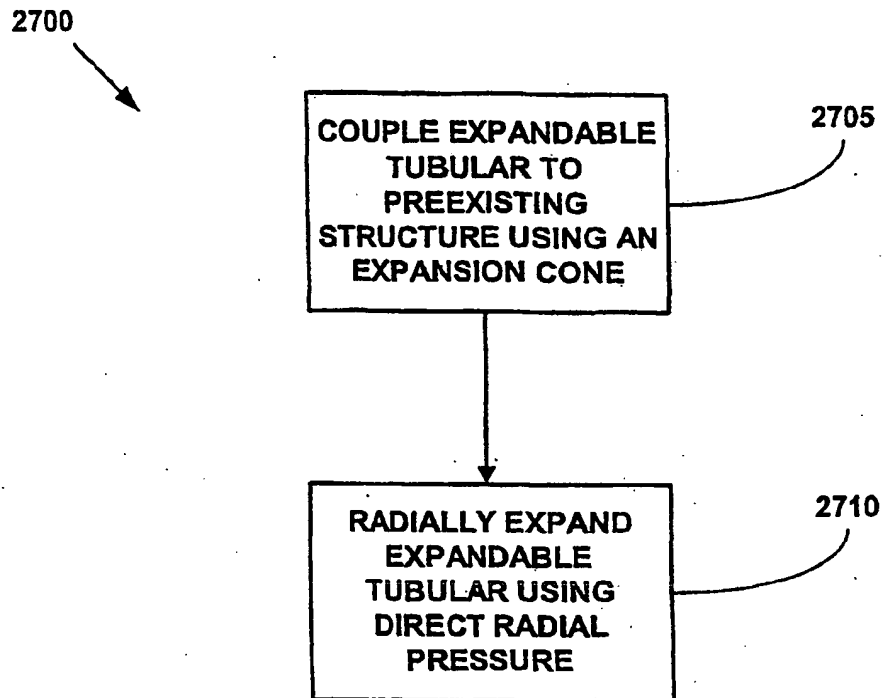 2700
COUPLE EXPANDABLE
TUBULAR TO
PREEXISTING
STRUCTURE USING AN
EXPANSION CONE
2705
RADIALLY EXPAND
EXPANDABLE
TUBULAR USING
DIRECT RADIAL
PRESSURE
2710